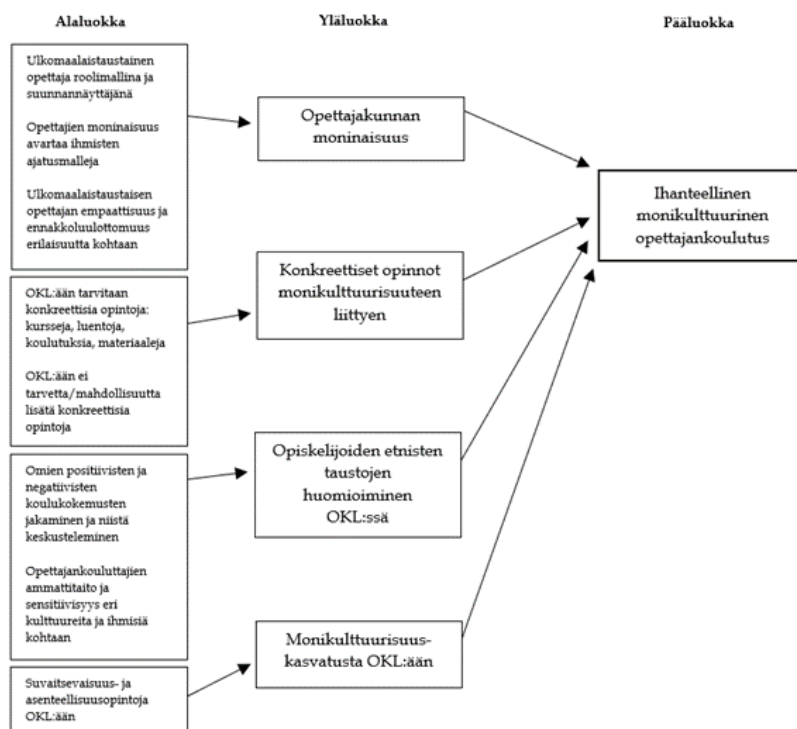 Alaluokka
Yläluokka
Pääluokka
Ulkomaalaistaustainen
opettaja roolimallina ja
suunnannäyttäjänä
Opettajien moninaisuus
avartaa ihmisten
ajatusmalleja
Ulkomaalaistaustaisen
opettajan empaattisuus ja
ennakkoluulottomuus
erilaisuutta kohtaan
OKL:ään tarvitaan
konkreettisia opintoja:
kursseja, luentoja,
koulutuksia, materiaaleja
OKL:ään ei
tarvetta/mahdollisuutta
lisätä konkreettisia
opintoja
Omien positiivisten ja
negatiivisten
koulukokemusten
jakaminen ja niistä
keskusteleminen
Opettajankouluttajien
ammattitaito ja
sensitiivisyys eri
kulttuureita ja ihmisiä
kohtaan
Suvaitsevaisuus- ja
asenteellisuusopintoja
OKL:ään
Opettajakunnan
moninaisuus
Konkreettiset opinnot
monikulttuurisuuteen
liittyen
Opiskelijoiden etnisten
taustojen
huomioiminen
OKL:ssä
Monikulttuurisuus-
kasvatusta OKL:ään
Ihanteellinen
monikulttuurinen
opettajankoulutus